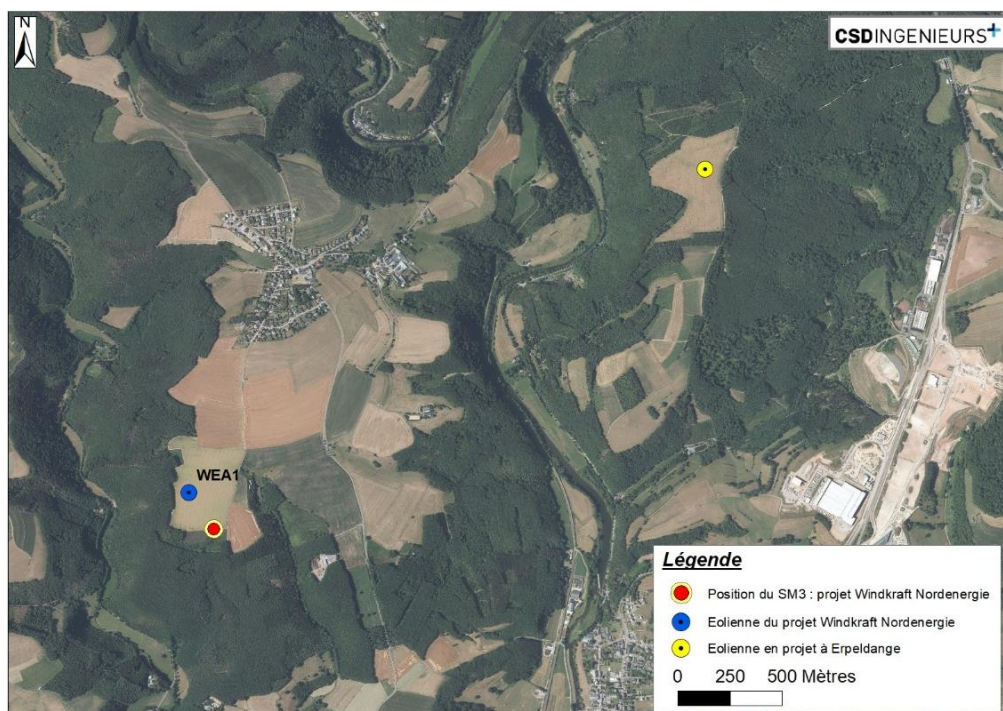 N
CSDINGENIEURS+
WEA1
Légende
Position du SM3 : projet Windkraft Nordenergie
Eolienne du projet Windkraft Nordenergie
Eolienne en projet à Erpeldange
0 250 500 Mètres